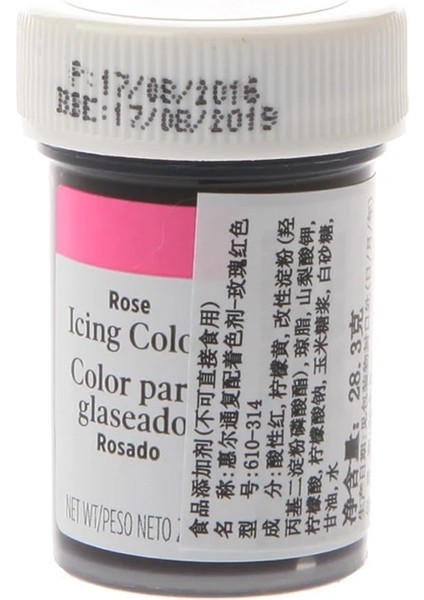 P:17/08/2016
BBE:17/08/2019
Rose
Icing Colo
Color par
glaseado
Rosado
NET WT/PESO NETO 2
食品添加剂(不可直接食用)
名 称:惠尔通复配着色剂-玫瑰红色
型 号:610-314
成 分:酸性红,柠檬黄,改性淀粉(羟
丙基二淀粉磷酸酯),琼脂,山梨酸钾,
柠檬酸,柠檬酸钠,玉米糖浆,白砂糖,
甘油,水
净含量: 28.3克